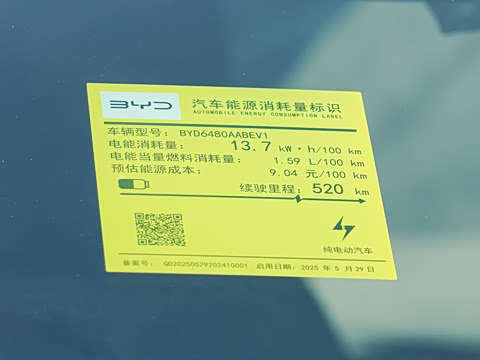 BYD 汽车能源消耗量标识
AUTOMOBILE ENERGY CONSUMPTION LABEL
车辆型号: BYD6480AABEV1
电能消耗量: 13.7 kW·h/100 km
电能当量燃料消耗量: 1.59 L/100 km
预估能源成本: 9.04 元/100 km
续驶里程: 520 km
纯电动汽车
备案号: GD20250529202410001 启用日期: 2025 年 5 月 29 日